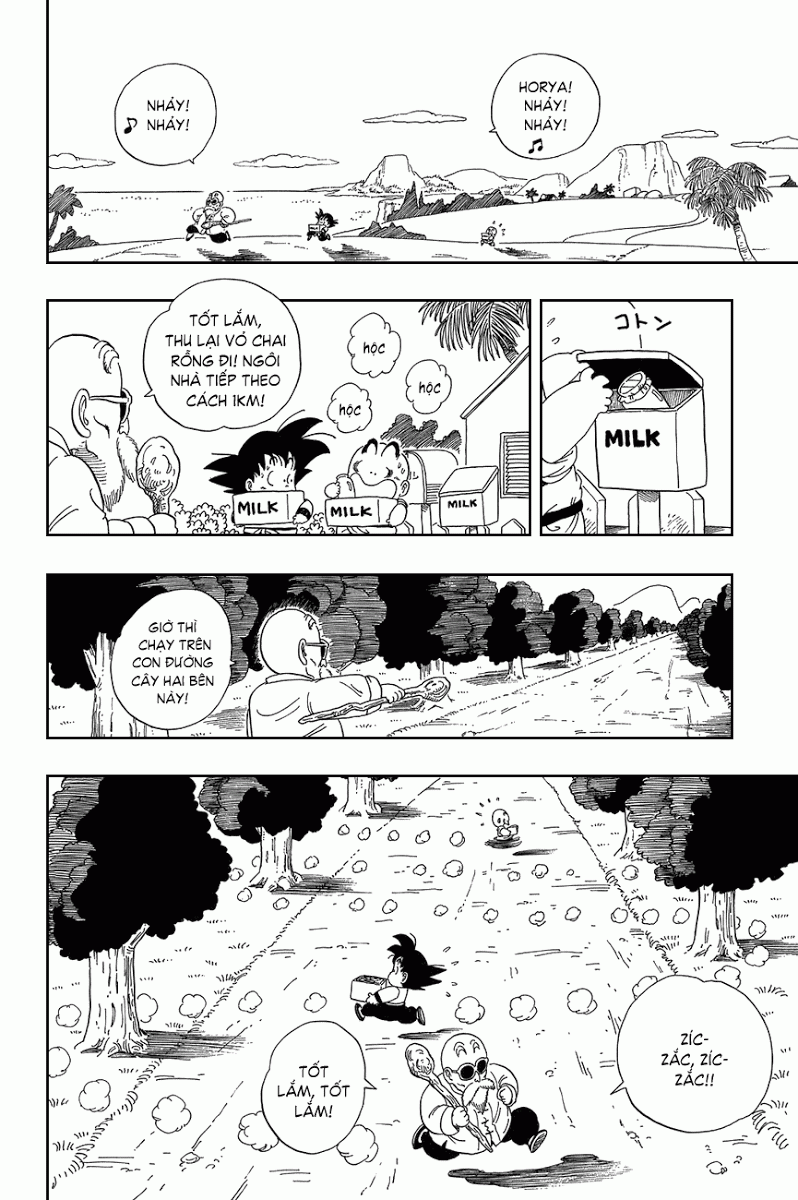 NHẢY!
NHẢY!
HORYA!
NHẢY!
NHẢY!
TỐT LẮM,
THU LẠI VỎ CHAI
RỒNG ĐI! NGÔI
NHÀ TIẾP THEO
CÁCH 1KM!
HỘC
HỘC
HỘC
MILK
MILK
MILK
コトン
MILK
GIỜ THÌ
CHẠY TRÊN
CON ĐƯỜNG
CÂY HAI BÊN
NÀY!
ZÍC-
ZẮC, ZÍC-
ZẮC!!
TỐT
LẮM, TỐT
LẮM!